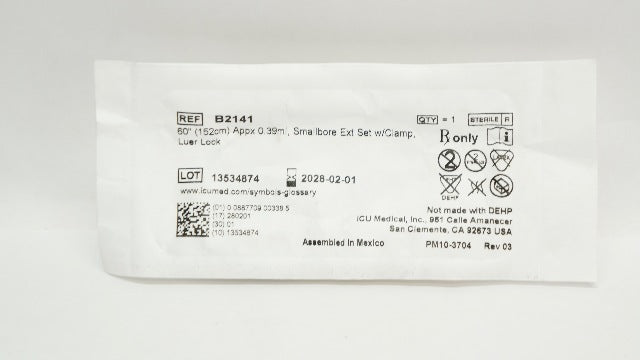 REF B2141 QTY = 1 STERILE R
60" (152cm) Appx 0.39ml, Smallbore Ext Set w/Clamp,
Luer Lock
Rx only
LOT 13534874 2028-02-01
www.icumed.com/symbols-glossary
DEHP
(01) 0 0887709 00338 5
(17) 280201
(30) 01
(10) 13534874
Not made with DEHP
ICU Medical, Inc. 951 Calle Amanecer
San Clemente, CA 92673 USA
Assembled in Mexico PM10-3704 Rev 03